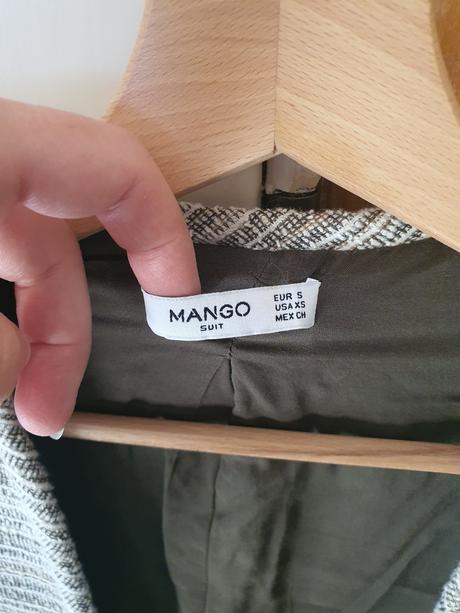 MANGO
SUIT
EUR S
USA XS
MEX CH